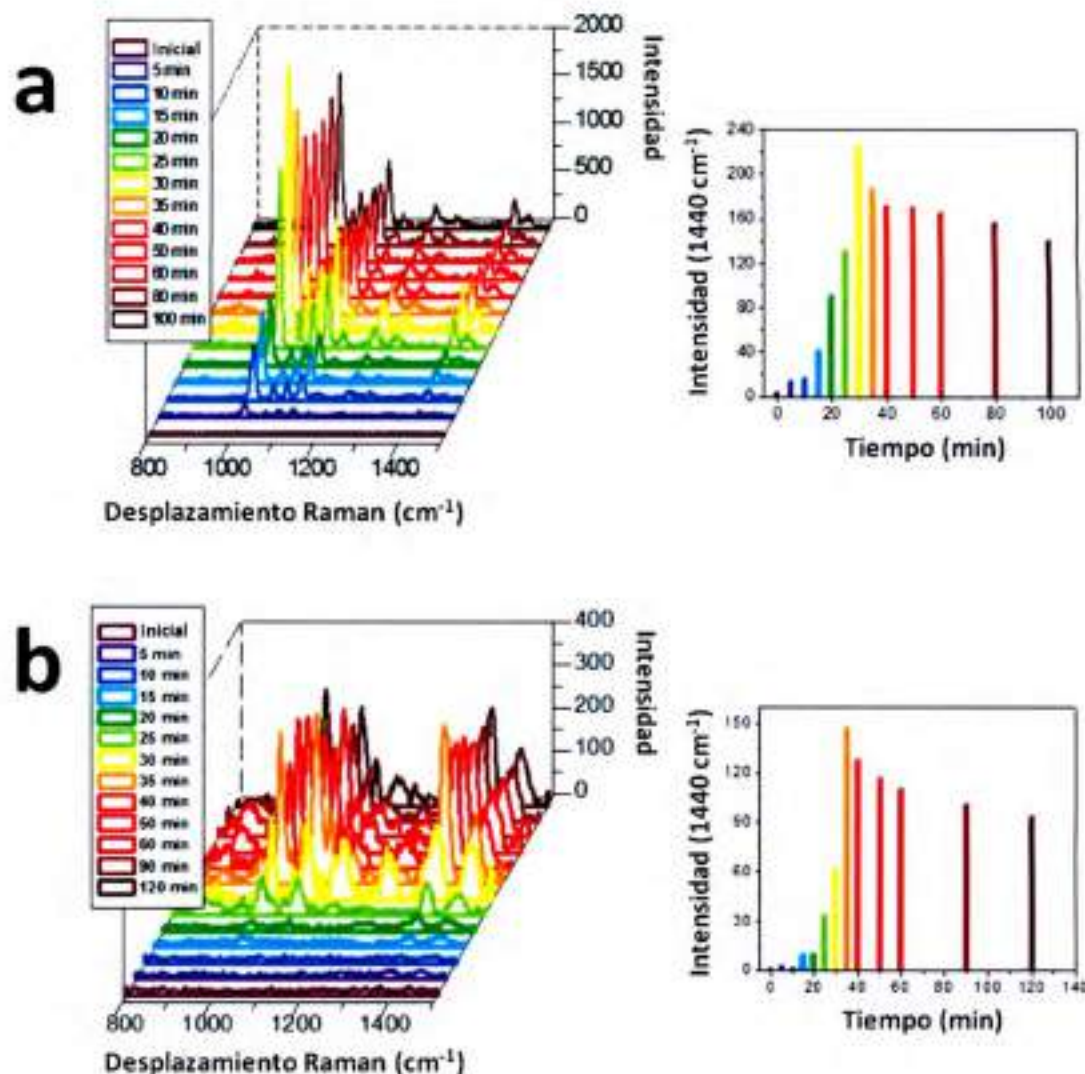 a
Inicial
5 min
10 min
15 min
20 min
25 min
30 min
35 min
40 min
50 min
60 min
80 min
100 min
2000
1500
1000
500
0
Intensidad
800 1000 1200 1400
Desplazamiento Raman (cm-1)
240
200
160
120
80
40
0
Intensidad (1440 cm-1)
0 20 40 60 80 100
Tiempo (min)
b
Inicial
5 min
10 min
15 min
20 min
25 min
30 min
35 min
40 min
50 min
60 min
90 min
120 min
400
300
200
100
0
Intensidad
800 1000 1200 1400
Desplazamiento Raman (cm-1)
150
120
90
60
30
0
Intensidad (1440 cm-1)
0 20 40 60 80 100 120 140
Tiempo (min)